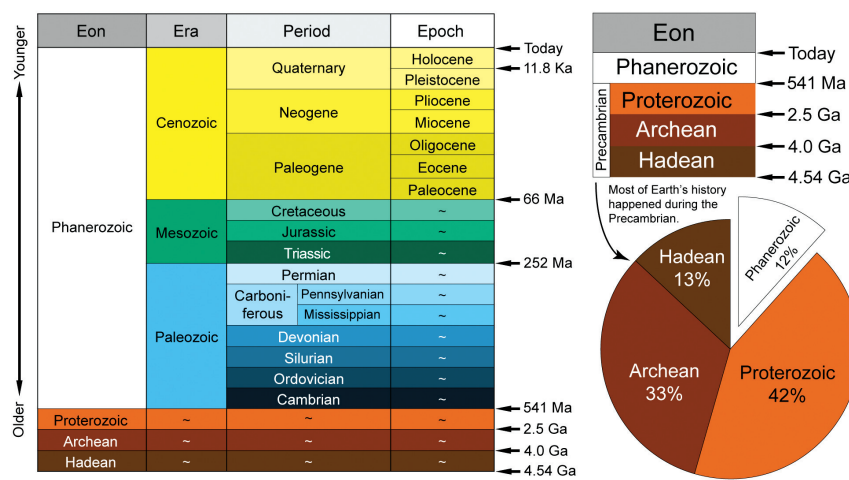 Eon Era Period Epoch
Younger
Today
Holocene
Quaternary
11.8 Ka
Pleistocene
Pliocene
Neogene
Miocene
Cenozoic
Oligocene
Paleogene
Eocene
Paleocene
66 Ma
Phanerozoic
Cretaceous ~
Mesozoic
Jurassic ~
Triassic ~
252 Ma
Permian ~
Carboni-
ferous
Pennsylvanian ~
Mississippian ~
Paleozoic
Devonian ~
Silurian ~
Ordovician ~
Cambrian ~
Older
541 Ma
Proterozoic ~ ~ ~
2.5 Ga
Archean ~ ~ ~
4.0 Ga
Hadean ~ ~ ~
4.54 Ga
Eon
Today
Phanerozoic
541 Ma
Precambrian
Proterozoic
2.5 Ga
Archean
4.0 Ga
Hadean
4.54 Ga
Most of Earth's history
happened during the
Precambrian.
Phanerozoic
12%
Hadean
13%
Archean
33%
Proterozoic
42%